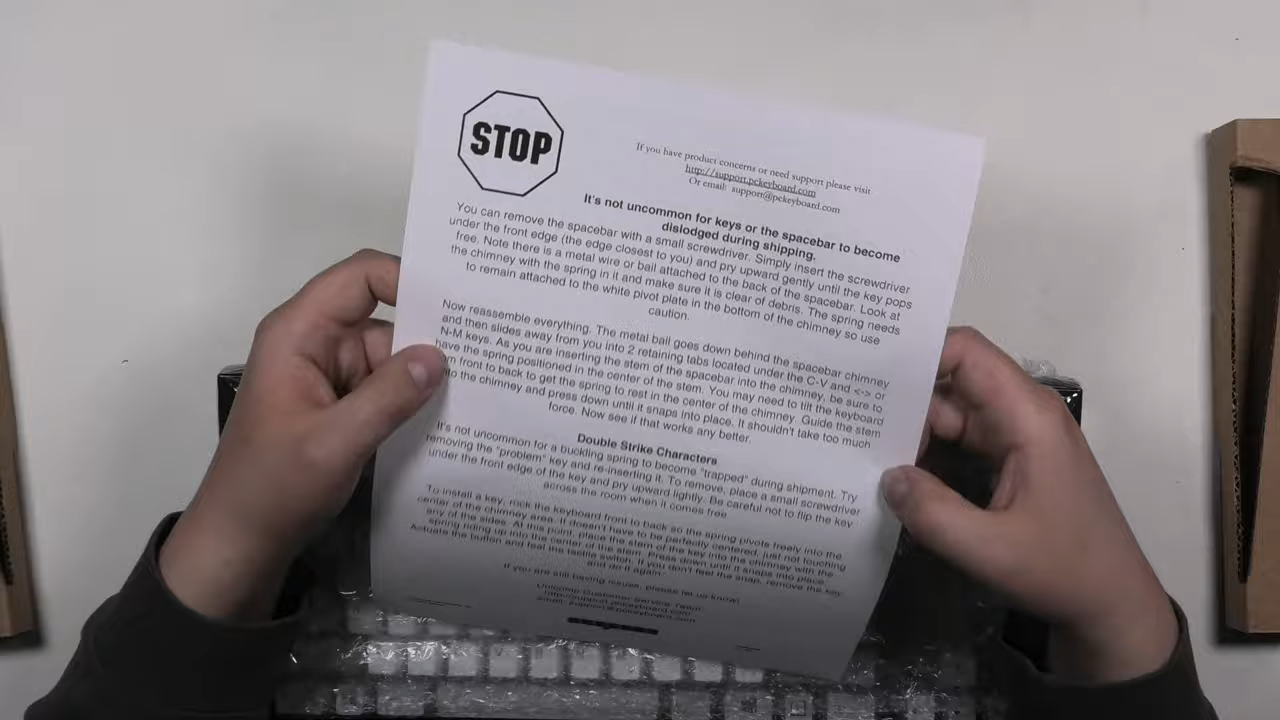 STOP
If you have product concerns or need support please visit
http://support.pckeyboard.com
Or email: support@pckeyboard.com
It's not uncommon for keys or the spacebar to become
dislodged during shipping.
You can remove the spacebar with a small screwdriver. Simply insert the screwdriver
under the front edge (the edge closest to you) and pry upward gently until the key pops
free. Note there is a metal wire or bail attached to the back of the spacebar. Look at
the chimney with the spring in it and make sure it is clear of debris. The spring needs
to remain attached to the white pivot plate in the bottom of the chimney so use
caution.
Now reassemble everything. The metal bail goes down behind the spacebar chimney
and then slides away from you into 2 retaining tabs located under the C-V and <-> or
N-M keys. As you are inserting the stem of the spacebar into the chimney, be sure to
have the spring positioned in the center of the stem. You may need to tilt the keyboard
from front to back to get the spring to rest in the center of the chimney. Guide the stem
into the chimney and press down until it snaps into place. It shouldn't take too much
force. Now see if that works any better.
Double Strike Characters
It's not uncommon for a buckling spring to become "trapped" during shipment. Try
removing the "problem" key and re-inserting it. To remove, place a small screwdriver
under the front edge of the key and pry upward lightly. Be careful not to flip the key
across the room when it comes free
To install a key, rock the keyboard front to back so the spring pivots freely into the
center of the chimney area. If doesn't have to be perfectly centered, just not touching
any of the sides. At this point, place the stem of the key into the chimney with the
spring riding up into the center of the stem. Press down until it snaps into place.
Activate the button and feel the tactile switch. If you don't feel the snap, remove the key
and do it again.
If you are still having issues, please let us know!
Unicomp Customer Service Team
http://support.pckeyboard.com/
Email: support@pckeyboard.com